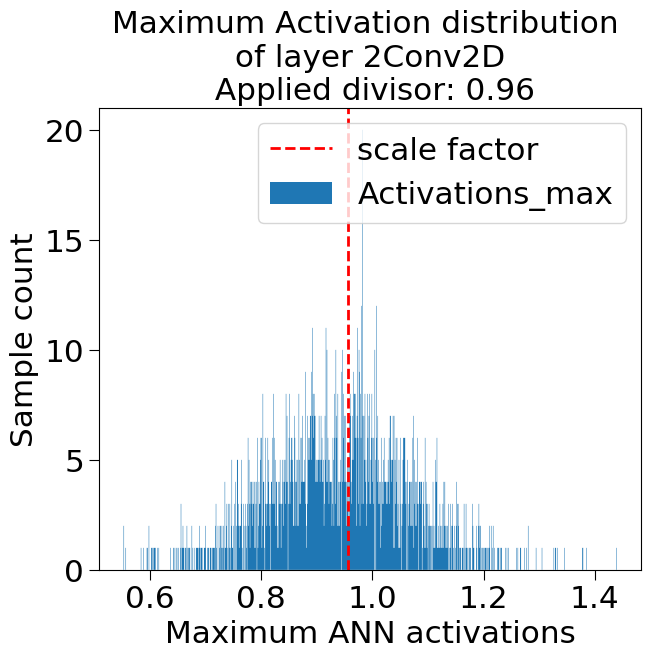 Maximum Activation distribution
of layer 2Conv2D
Applied divisor: 0.96
scale factor
Activations_max
Sample count
20
15
10
5
0
0.6 0.8 1.0 1.2 1.4
Maximum ANN activations